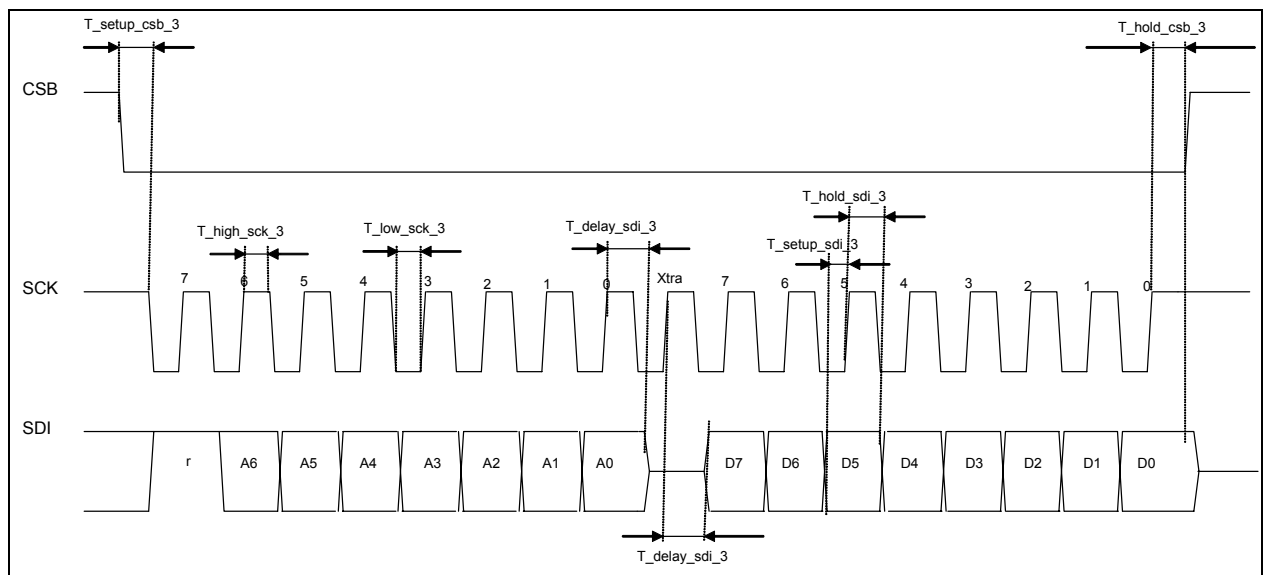 T_setup_csb_3
T_hold_csb_3
CSB
T_hold_sdi_3
T_high_sck_3 T_low_sck_3 T_delay_sdi_3
T_setup_sdi_3
SCK 7 6 5 4 3 2 1 0 Xtra 7 6 5 4 3 2 1 0
SDI
r A6 A5 A4 A3 A2 A1 A0 D7 D6 D5 D4 D3 D2 D1 D0
T_delay_sdi_3